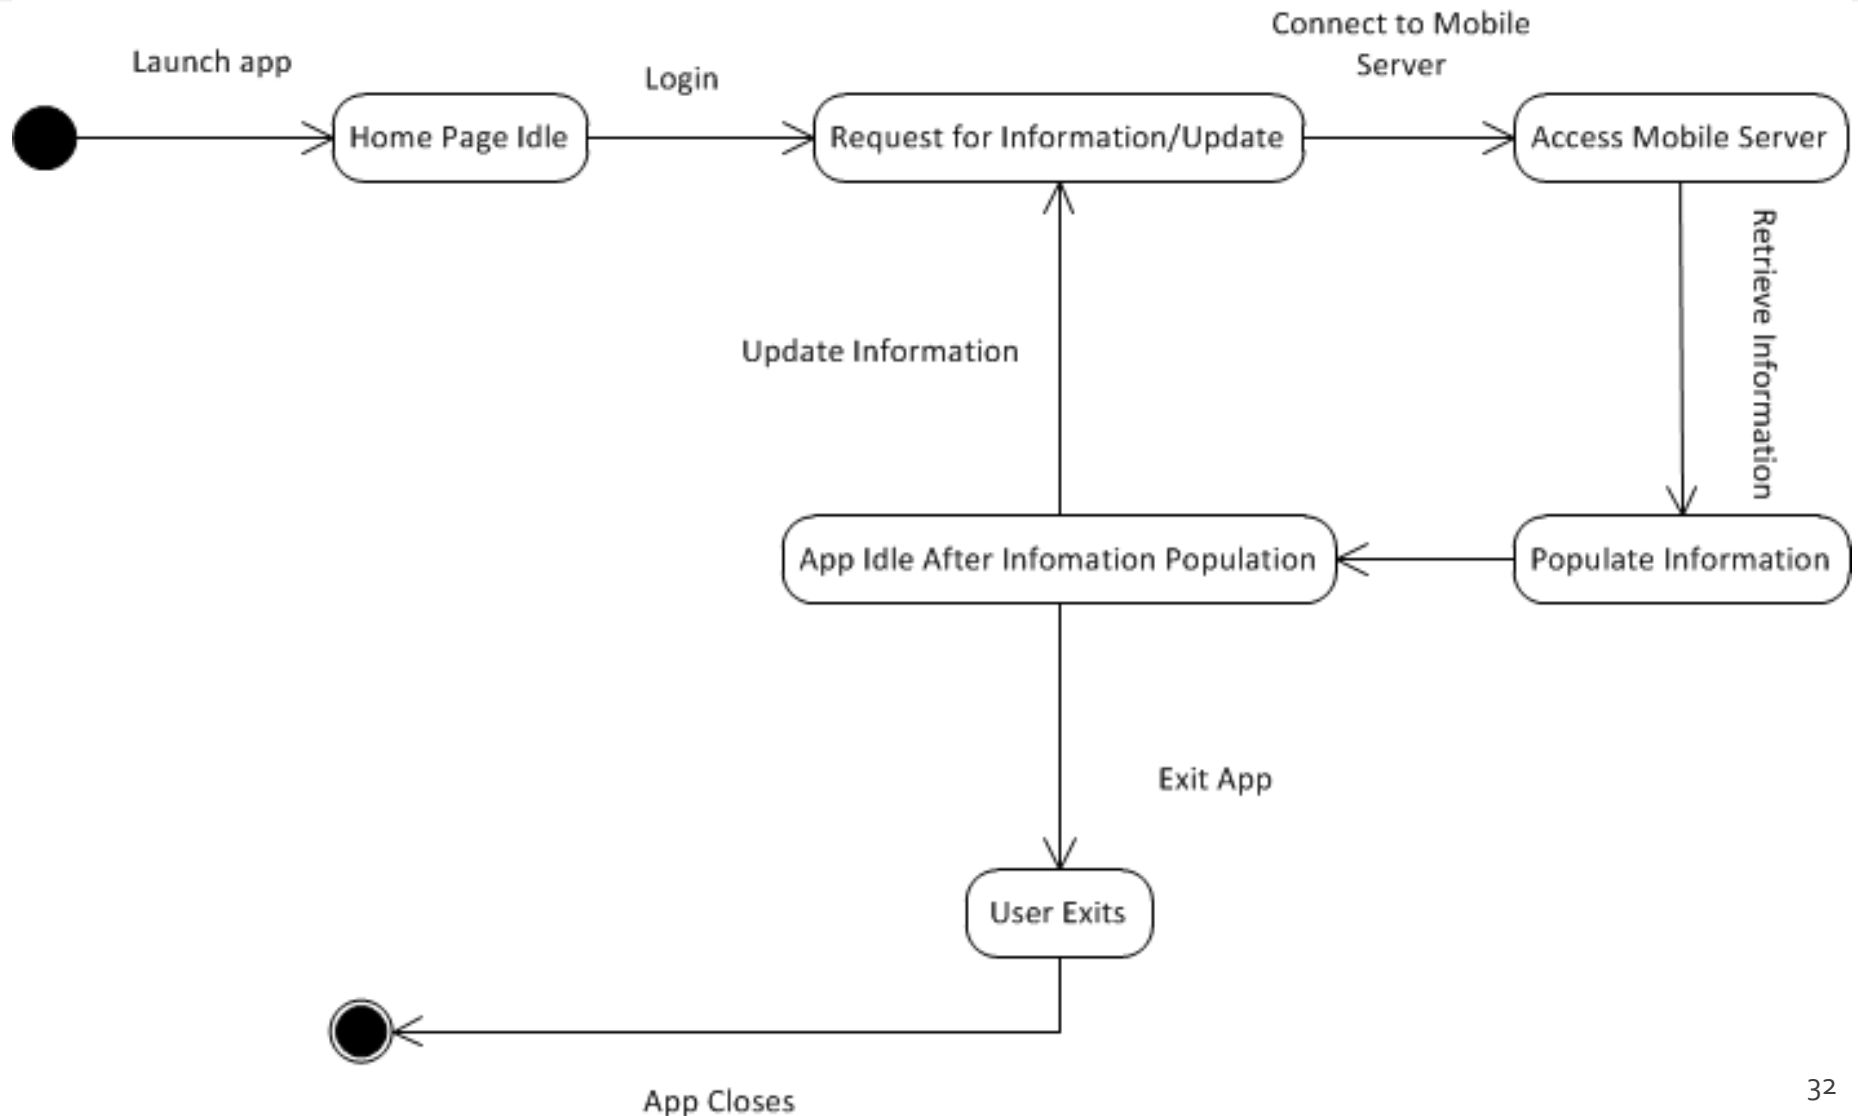 Connect to Mobile
Server
Launch app
Login
Home Page Idle
Request for Information/Update
Access Mobile Server
Retrieve Information
Update Information
App Idle After Infomation Population
Populate Information
Exit App
User Exits
App Closes
32